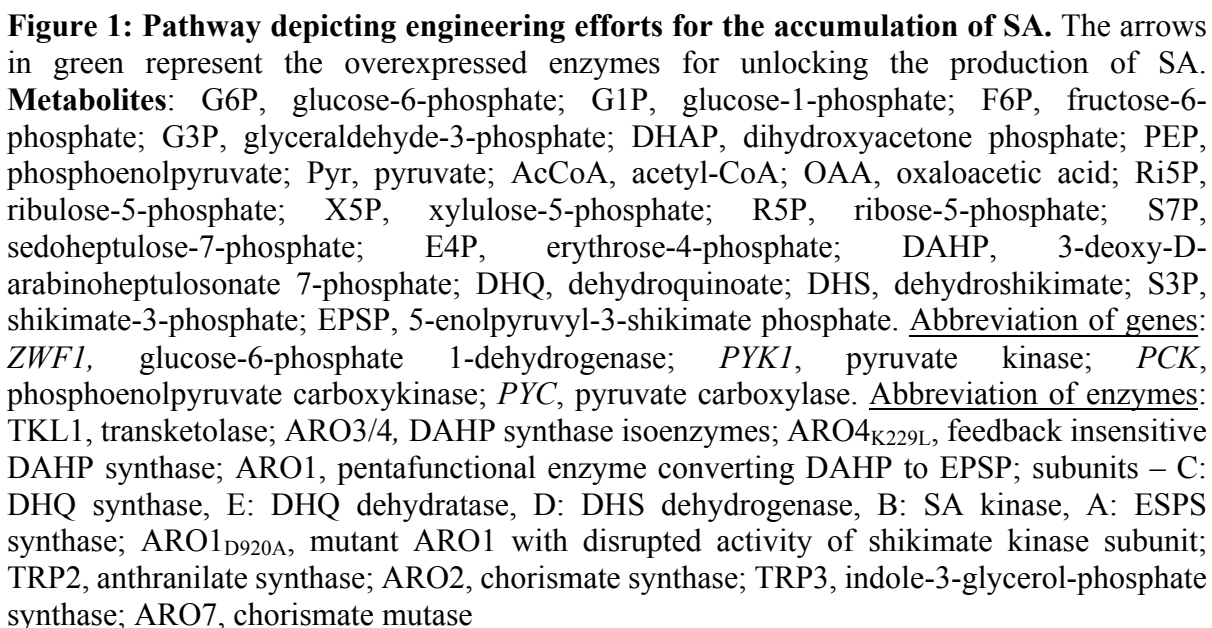 Figure 1: Pathway depicting engineering efforts for the accumulation of SA. The arrows
in green represent the overexpressed enzymes for unlocking the production of SA.
Metabolites: G6P, glucose-6-phosphate; G1P, glucose-1-phosphate; F6P, fructose-6-
phosphate; G3P, glyceraldehyde-3-phosphate; DHAP, dihydroxyacetone phosphate; PEP,
phosphoenolpyruvate; Pyr, pyruvate; AcCoA, acetyl-CoA; OAA, oxaloacetic acid; Ri5P,
ribulose-5-phosphate; X5P, xylulose-5-phosphate; R5P, ribose-5-phosphate; S7P,
sedoheptulose-7-phosphate; E4P, erythrose-4-phosphate; DAHP, 3-deoxy-D-
arabinoheptulosonate 7-phosphate; DHQ, dehydroquinoate; DHS, dehydroshikimate; S3P,
shikimate-3-phosphate; EPSP, 5-enolpyruvyl-3-shikimate phosphate. Abbreviation of genes:
ZWF1, glucose-6-phosphate 1-dehydrogenase; PYK1, pyruvate kinase; PCK,
phosphoenolpyruvate carboxykinase; PYC, pyruvate carboxylase. Abbreviation of enzymes:
TKL1, transketolase; ARO3/4, DAHP synthase isoenzymes; ARO4K229L, feedback insensitive
DAHP synthase; ARO1, pentafunctional enzyme converting DAHP to EPSP; subunits – C:
DHQ synthase, E: DHQ dehydratase, D: DHS dehydrogenase, B: SA kinase, A: ESPS
synthase; ARO1D920A, mutant ARO1 with disrupted activity of shikimate kinase subunit;
TRP2, anthranilate synthase; ARO2, chorismate synthase; TRP3, indole-3-glycerol-phosphate
synthase; ARO7, chorismate mutase